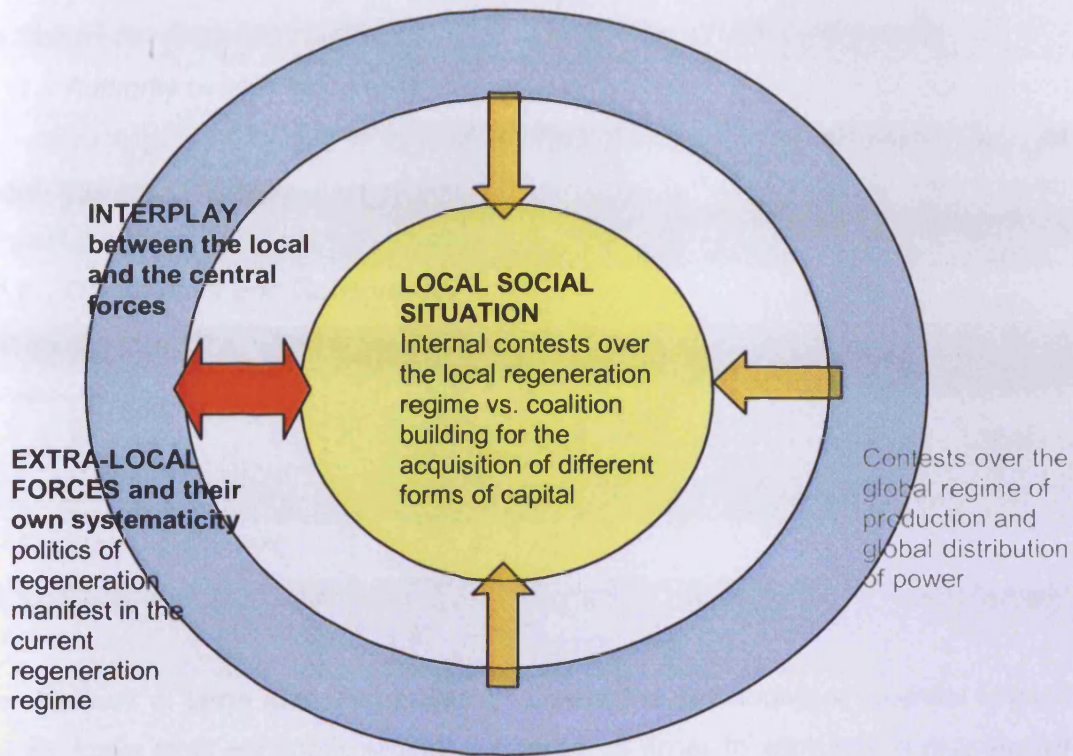 INTERPLAY
between the local
and the central
forces
LOCAL SOCIAL
SITUATION
Internal contests over
the local regeneration
regime vs. coalition
building for the
acquisition of different
forms of capital
EXTRA-LOCAL
FORCES and their
own systematicity
politics of
regeneration
manifest in the
current
regeneration
regime
Contests over the
global regime of
production and
global distribution
of power